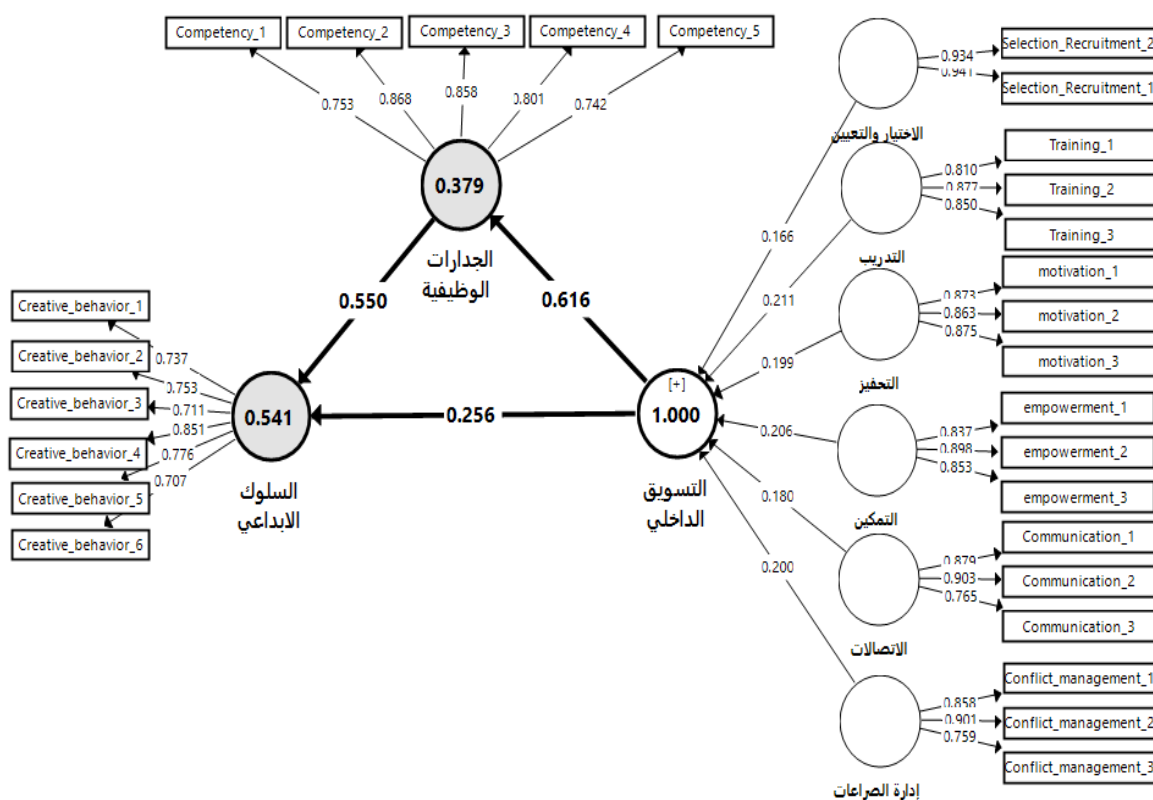 Competency_1
Competency_2
Competency_3
Competency_4
Competency_5
0.753
0.868
0.858
0.801
0.742
0.379
الجدارات
الوظيفية
0.550
0.616
Creative_behavior_1
Creative_behavior_2
Creative_behavior_3
Creative_behavior_4
Creative_behavior_5
Creative_behavior_6
0.737
0.753
0.711
0.851
0.776
0.707
0.541
السلوك
الابداعي
0.256
[+]
1.000
التسويق
الداخلي
0.166
0.211
0.199
0.206
0.180
0.200
الاختيار والتعيين
0.934
0.941
Selection_Recruitment_2
Selection_Recruitment_1
التدريب
0.810
0.877
0.850
Training_1
Training_2
Training_3
التحفيز
0.873
0.863
0.875
motivation_1
motivation_2
motivation_3
التمكين
0.837
0.898
0.853
empowerment_1
empowerment_2
empowerment_3
الاتصالات
0.879
0.903
0.765
Communication_1
Communication_2
Communication_3
إدارة الصراعات
0.858
0.901
0.759
Conflict_management_1
Conflict_management_2
Conflict_management_3